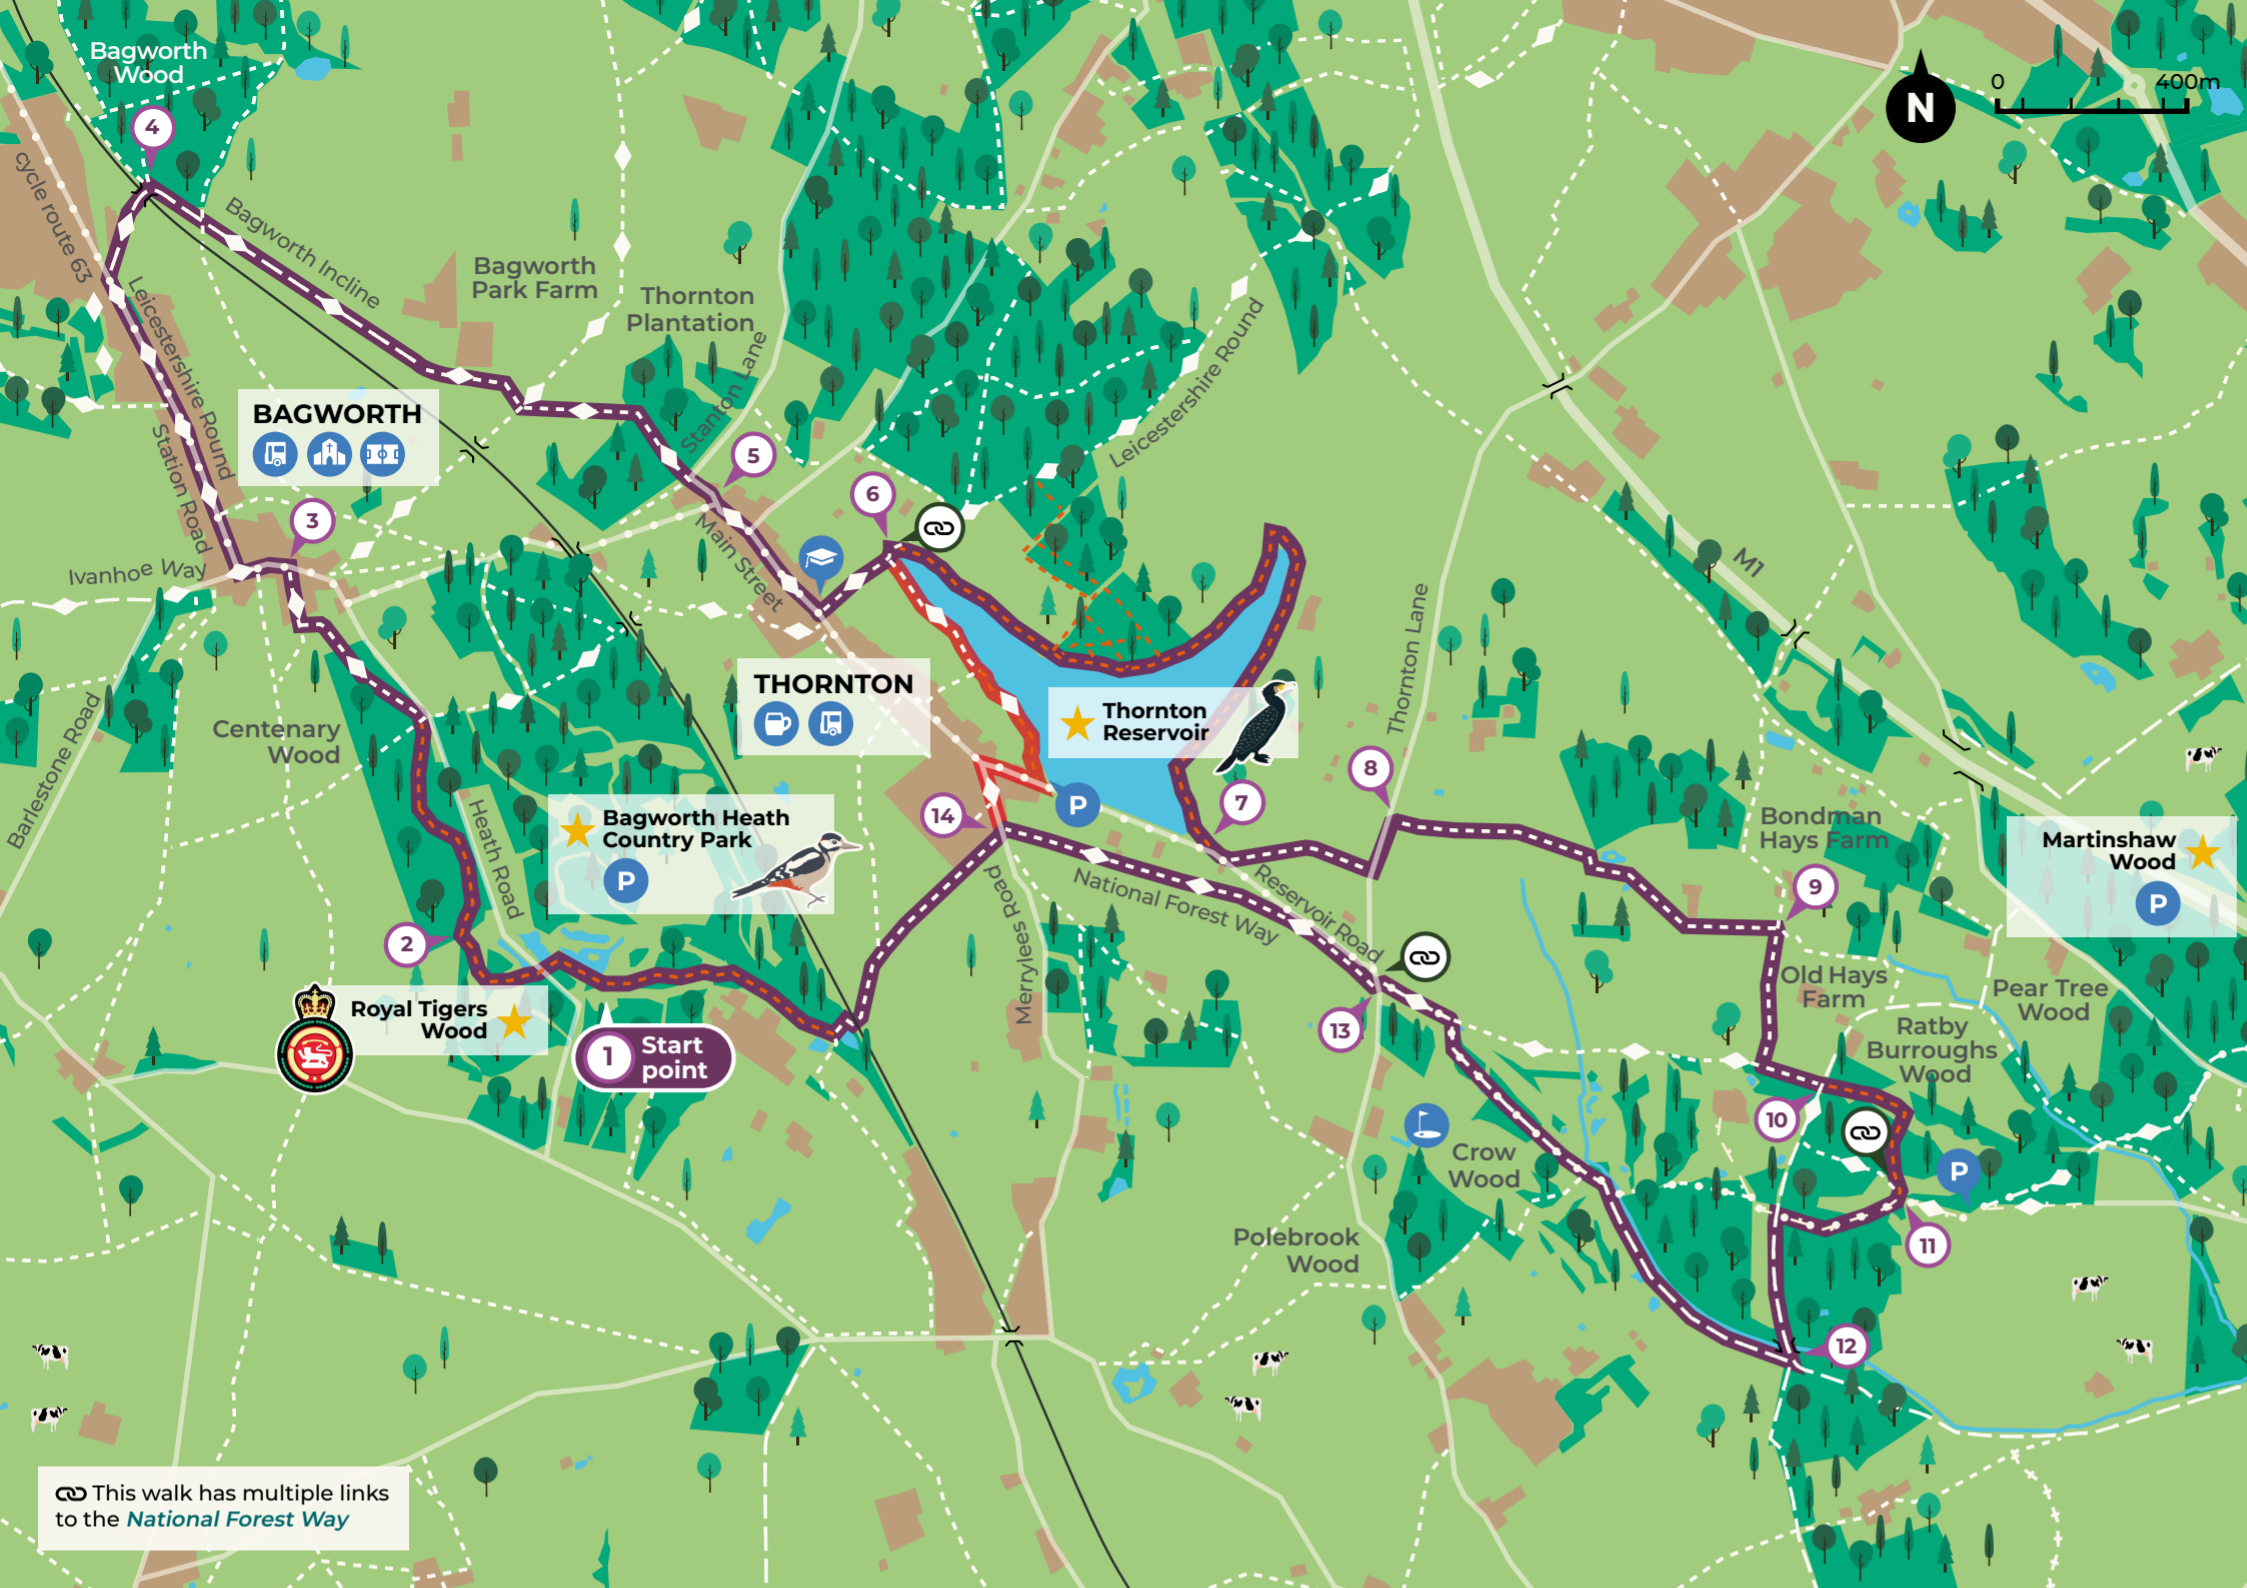 Bagworth
Wood
4
cycle route 63
Bagworth Incline
Bagworth
Park Farm
Thornton
Plantation
Stanton Lane
Leicestershire Round
Leicestershire Round
Station Road
N
0
400m
BAGWORTH
3
5
6
Main Street
Ivanhoe Way
M1
Thornton Lane
THORNTON
Thornton
Reservoir
Centenary
Wood
Barlestone Road
Heath Road
Bagworth Heath
Country Park
P
14
P
7
8
Bondman
Hays Farm
Martinshaw
Wood
P
9
2
Merrylees Road
National Forest Way
Reservoir Road
Old Hays
Farm
Pear Tree
Wood
Royal Tigers
Wood
1
Start
point
13
Ratby
Burroughs
Wood
10
Crow
Wood
P
Polebrook
Wood
11
12
This walk has multiple links
to the National Forest Way